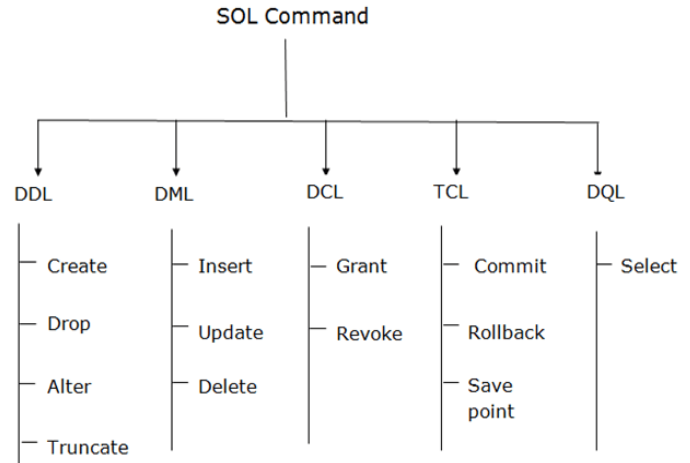 SOL Command
DDL
DML
DCL
TCL
DQL
Create
Insert
Grant
Commit
Select
Drop
Update
Revoke
Rollback
Alter
Delete
Save
point
Truncate